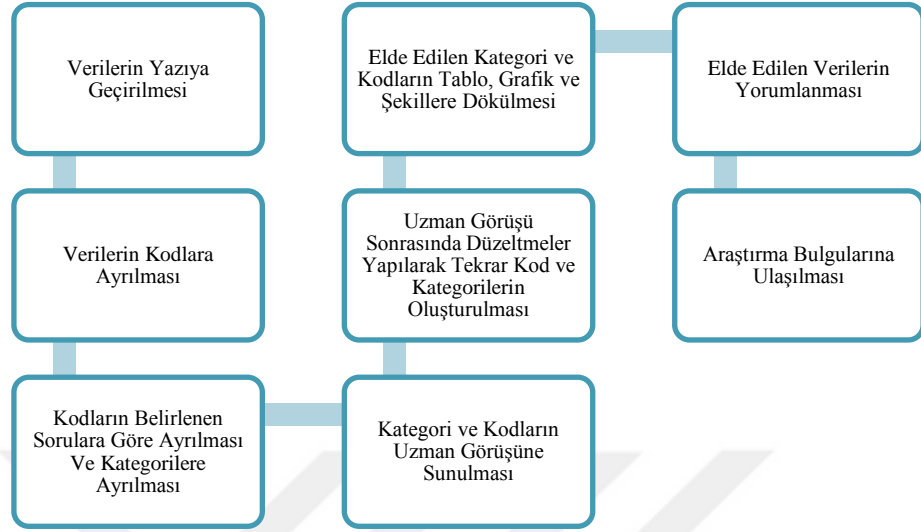 Verilerin Yazıya
Geçirilmesi
Verilerin Kodlara
Ayrılması
Kodların Belirlenen
Sorulara Göre Ayrılması
Ve Kategorilere
Ayrılması
Kategori ve Kodların
Uzman Görüşüne
Sunulması
Uzman Görüşü
Sonrasında Düzeltmeler
Yapılarak Tekrar Kod ve
Kategorilerin
Oluşturulması
Elde Edilen Kategori ve
Kodların Tablo, Grafik ve
Şekillere Dökülmesi
Elde Edilen Verilerin
Yorumlanması
Araştırma Bulgularına
Ulaşılması